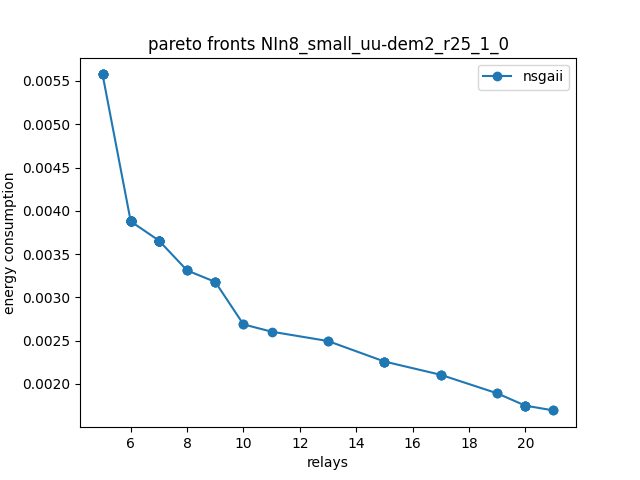 pareto fronts NIn8_small_uu-dem2_r25_1_0
nsgaii
0.0055
0.0050
0.0045
0.0040
0.0035
0.0030
0.0025
0.0020
energy consumption
6 8 10 12 14 16 18 20
relays